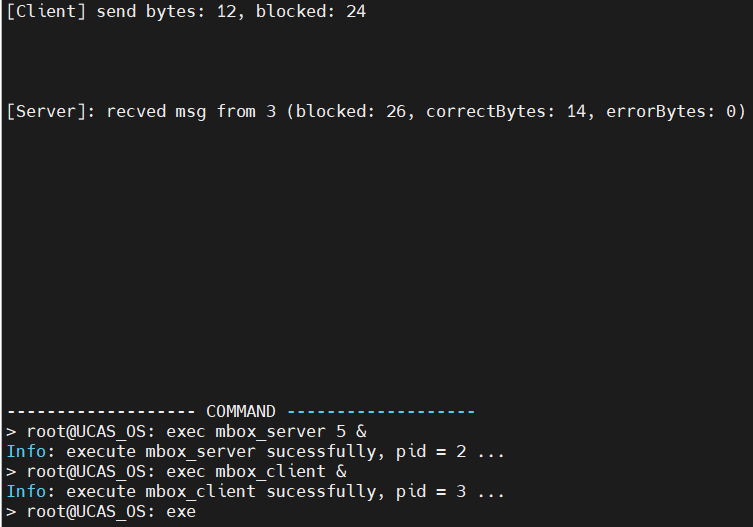 [Client] send bytes: 12, blocked: 24
[Server]: recved msg from 3 (blocked: 26, correctBytes: 14, errorBytes: 0)
------------------- COMMAND -------------------
> root@UCAS_OS: exec mbox_server 5 &
Info: execute mbox_server sucessfully, pid = 2 ...
> root@UCAS_OS: exec mbox_client &
Info: execute mbox_client sucessfully, pid = 3 ...
> root@UCAS_OS: exe